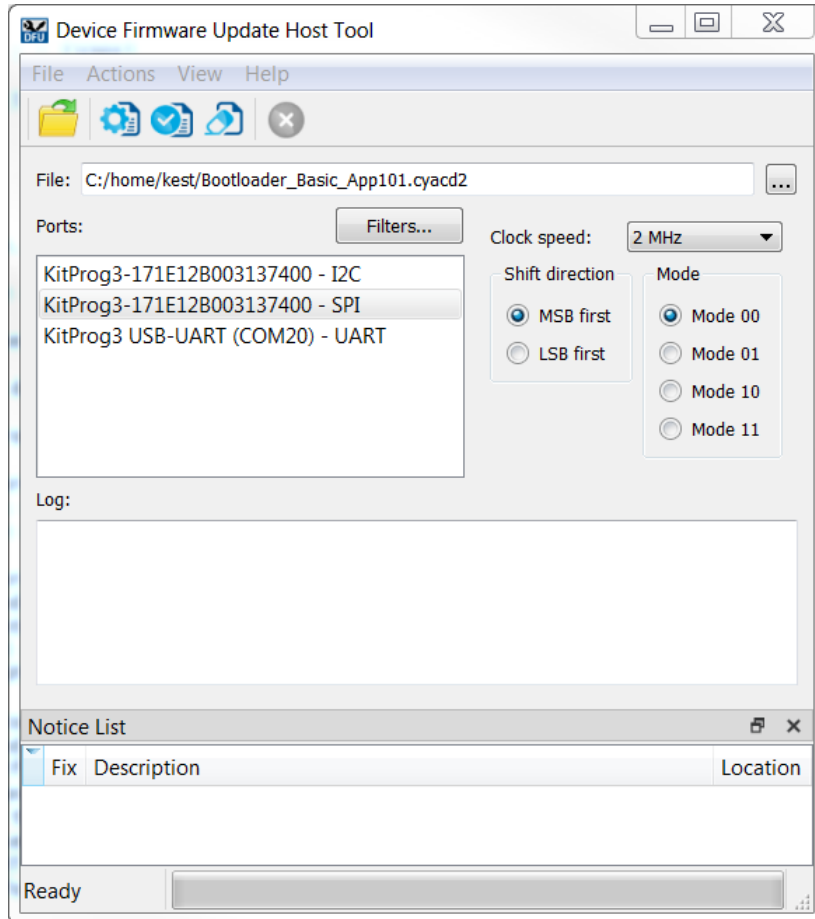 DFU Device Firmware Update Host Tool
File Actions View Help
File: C:/home/kest/Bootloader_Basic_App101.cyacd2 ...
Ports: Filters...
KitProg3-171E12B003137400 - I2C
KitProg3-171E12B003137400 - SPI
KitProg3 USB-UART (COM20) - UART
Clock speed: 2 MHz
Shift direction
MSB first
LSB first
Mode
Mode 00
Mode 01
Mode 10
Mode 11
Log:
Notice List
Fix Description Location
Ready